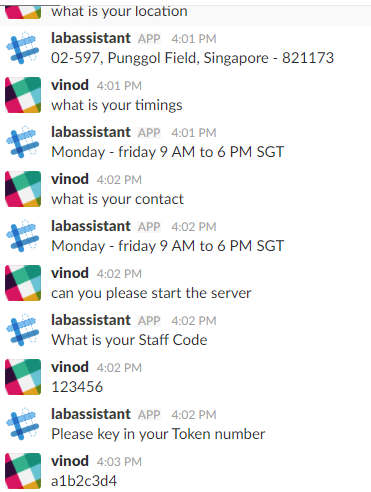 what is your location
labassistant APP 4:01 PM
02-597, Punggol Field, Singapore - 821173
vinod 4:01 PM
what is your timings
labassistant APP 4:01 PM
Monday - friday 9 AM to 6 PM SGT
vinod 4:02 PM
what is your contact
labassistant APP 4:02 PM
Monday - friday 9 AM to 6 PM SGT
vinod 4:02 PM
can you please start the server
labassistant APP 4:02 PM
What is your Staff Code
vinod 4:02 PM
123456
labassistant APP 4:02 PM
Please key in your Token number
vinod 4:03 PM
a1b2c3d4